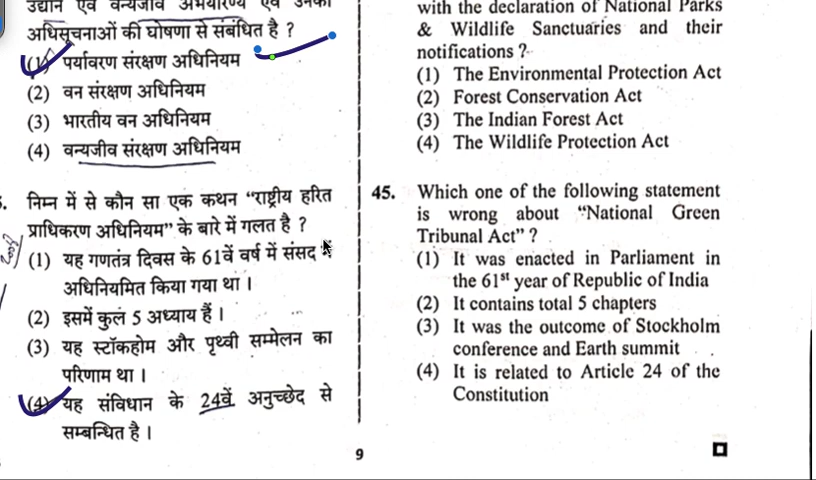 उद्यान एवं वन्यजीव अभयारण्य एवं उनकी
अधिसूचनाओं की घोषणा से संबंधित है ?
(1) पर्यावरण संरक्षण अधिनियम
(2) वन संरक्षण अधिनियम
(3) भारतीय वन अधिनियम
(4) वन्यजीव संरक्षण अधिनियम
निम्न में से कौन सा एक कथन “राष्ट्रीय हरित
प्राधिकरण अधिनियम” के बारे में गलत है ?
(1) यह गणतंत्र दिवस के 61वें वर्ष में संसद में
अधिनियमित किया गया था ।
(2) इसमें कुल 5 अध्याय हैं ।
(3) यह स्टॉकहोम और पृथ्वी सम्मेलन का
परिणाम था ।
(4) यह संविधान के 24वें अनुच्छेद से
सम्बन्धित है ।
with the declaration of National Parks
& Wildlife Sanctuaries and their
notifications ?
(1) The Environmental Protection Act
(2) Forest Conservation Act
(3) The Indian Forest Act
(4) The Wildlife Protection Act
45. Which one of the following statement
is wrong about “National Green
Tribunal Act” ?
(1) It was enacted in Parliament in
the 61st year of Republic of India
(2) It contains total 5 chapters
(3) It was the outcome of Stockholm
conference and Earth summit
(4) It is related to Article 24 of the
Constitution
9